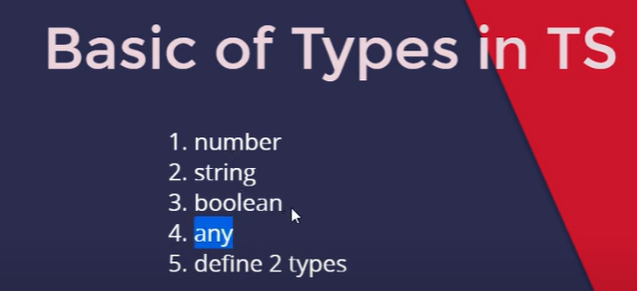 Basic of Types in TS
1. number
2. string
3. boolean
4. any
5. define 2 types